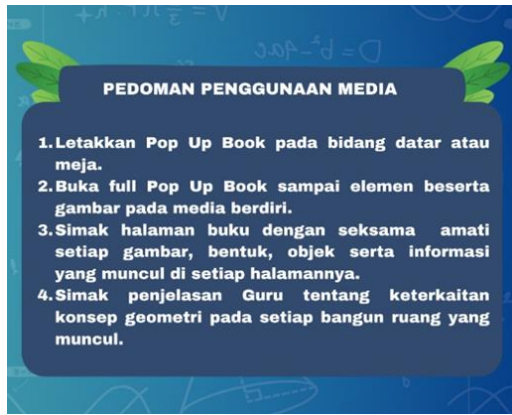 PEDOMAN PENGGUNAAN MEDIA
1. Letakkan Pop Up Book pada bidang datar atau
meja.
2. Buka full Pop Up Book sampai elemen beserta
gambar pada media berdiri.
3. Simak halaman buku dengan seksama amati
setiap gambar, bentuk, objek serta informasi
yang muncul di setiap halamannya.
4. Simak penjelasan Guru tentang keterkaitan
konsep geometri pada setiap bangun ruang yang
muncul.